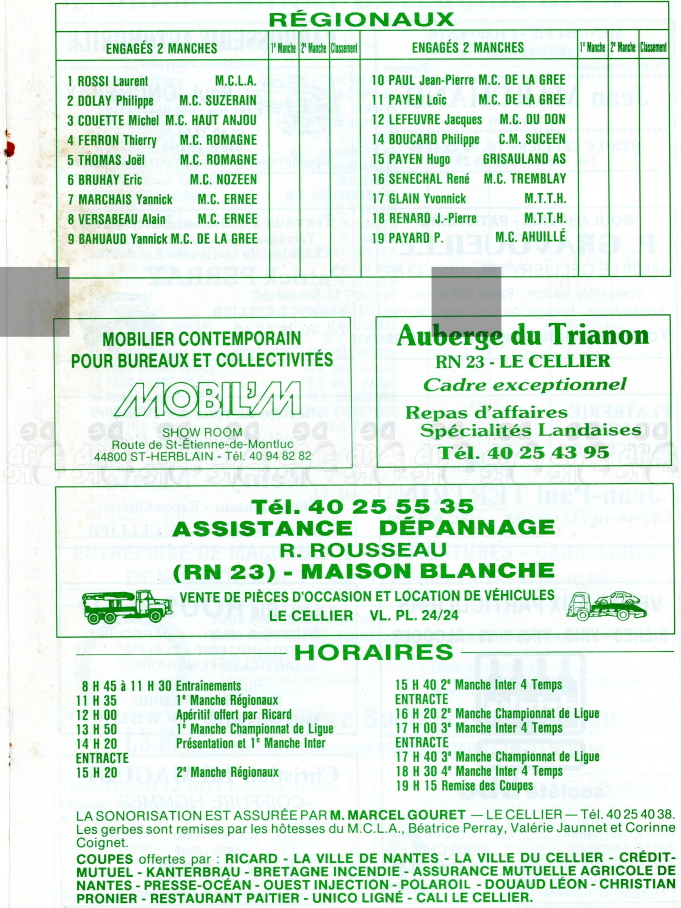 RÉGIONAUX
ENGAGÉS 2 MANCHES 1e Manche 2e Manche Classement
1 ROSSI Laurent M.C.L.A.
2 DOLAY Philippe M.C. SUZERAIN
3 COUETTE Michel M.C. HAUT ANJOU
4 FERRON Thierry M.C. ROMAGNE
5 THOMAS Joël M.C. ROMAGNE
6 BRUHAY Eric M.C. NOZEEN
7 MARCHAIS Yannick M.C. ERNEE
8 VERSABEAU Alain M.C. ERNEE
9 BAHUAUD Yannick M.C. DE LA GREE
ENGAGÉS 2 MANCHES 1e Manche 2e Manche Classement
10 PAUL Jean-Pierre M.C. DE LA GREE
11 PAYEN Loïc M.C. DE LA GREE
12 LEFEUVRE Jacques M.C. DU DON
14 BOUCARD Philippe C.M. SUCEEN
15 PAYEN Hugo GRISAULAND AS
16 SENECHAL René M.C. TREMBLAY
17 GLAIN Yvonnick M.T.T.H.
18 RENARD J.-Pierre M.T.T.H.
19 PAYARD P. M.C. AHUILLÉ
MOBILIER CONTEMPORAIN
POUR BUREAUX ET COLLECTIVITÉS
MOBIL'M
SHOW ROOM
Route de St-Étienne-de-Montluc
44800 ST-HERBLAIN - Tél. 40 94 82 82
Auberge du Trianon
RN 23 - LE CELLIER
Cadre exceptionnel
Repas d'affaires
Spécialités Landaises
Tél. 40 25 43 95
Tél. 40 25 55 35
ASSISTANCE DÉPANNAGE
R. ROUSSEAU
(RN 23) - MAISON BLANCHE
VENTE DE PIÈCES D'OCCASION ET LOCATION DE VÉHICULES
LE CELLIER VL. PL. 24/24
HORAIRES
8 H 45 à 11 H 30 Entraînements
11 H 35 1e Manche Régionaux
12 H 00 Apéritif offert par Ricard
13 H 50 1e Manche Championnat de Ligue
14 H 20 Présentation et 1e Manche Inter
ENTRACTE
15 H 20 2e Manche Régionaux
15 H 40 2e Manche Inter 4 Temps
ENTRACTE
16 H 20 2e Manche Championnat de Ligue
17 H 00 3e Manche Inter 4 Temps
ENTRACTE
17 H 40 3e Manche Championnat de Ligue
18 H 30 4e Manche Inter 4 Temps
19 H 15 Remise des Coupes
LA SONORISATION EST ASSURÉE PAR M. MARCEL GOURET — LE CELLIER — Tél. 40 25 40 38.
Les gerbes sont remises par les hôtesses du M.C.L.A., Béatrice Perray, Valérie Jaunnet et Corinne
Coignet.
COUPES offertes par : RICARD - LA VILLE DE NANTES - LA VILLE DU CELLIER - CRÉDIT-
MUTUEL - KANTERBRAU - BRETAGNE INCENDIE - ASSURANCE MUTUELLE AGRICOLE DE
NANTES - PRESSE-OCÉAN - OUEST INJECTION - POLAROIL - DOUAUD LÉON - CHRISTIAN
PRONIER - RESTAURANT PAITIER - UNICO LIGNÉ - CALI LE CELLIER.